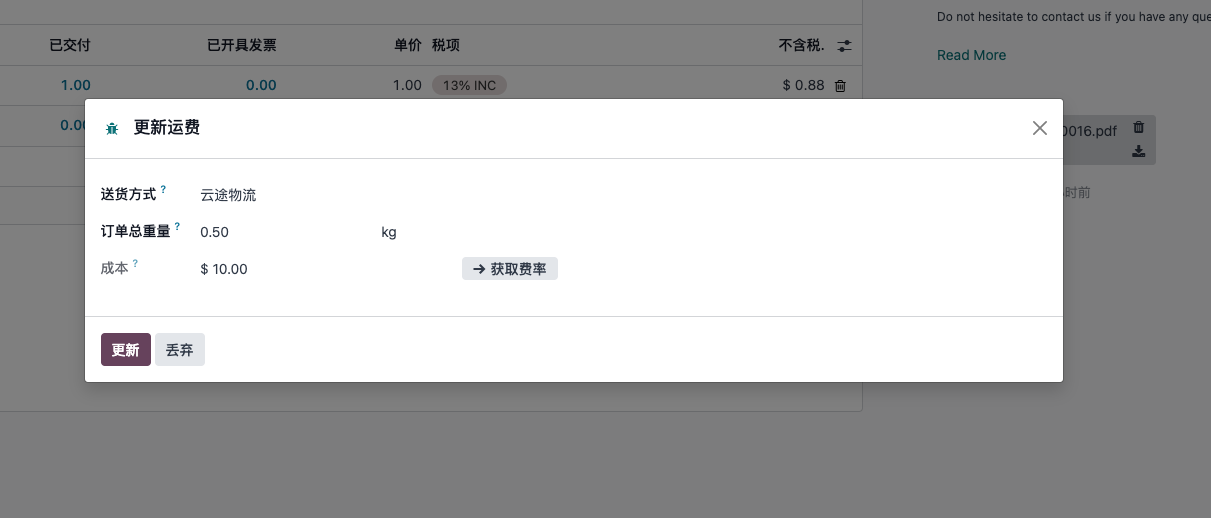 Do not hesitate to contact us if you have any que
已交付 已开具发票 单价 税项 不含税.
Read More
1.00 0.00 1.00 13% INC $ 0.88
0.00
0016.pdf
更新运费
时前
送货方式 ? 云途物流
订单总重量 ? 0.50 kg
成本 ? $ 10.00 获取费率
更新 丢弃